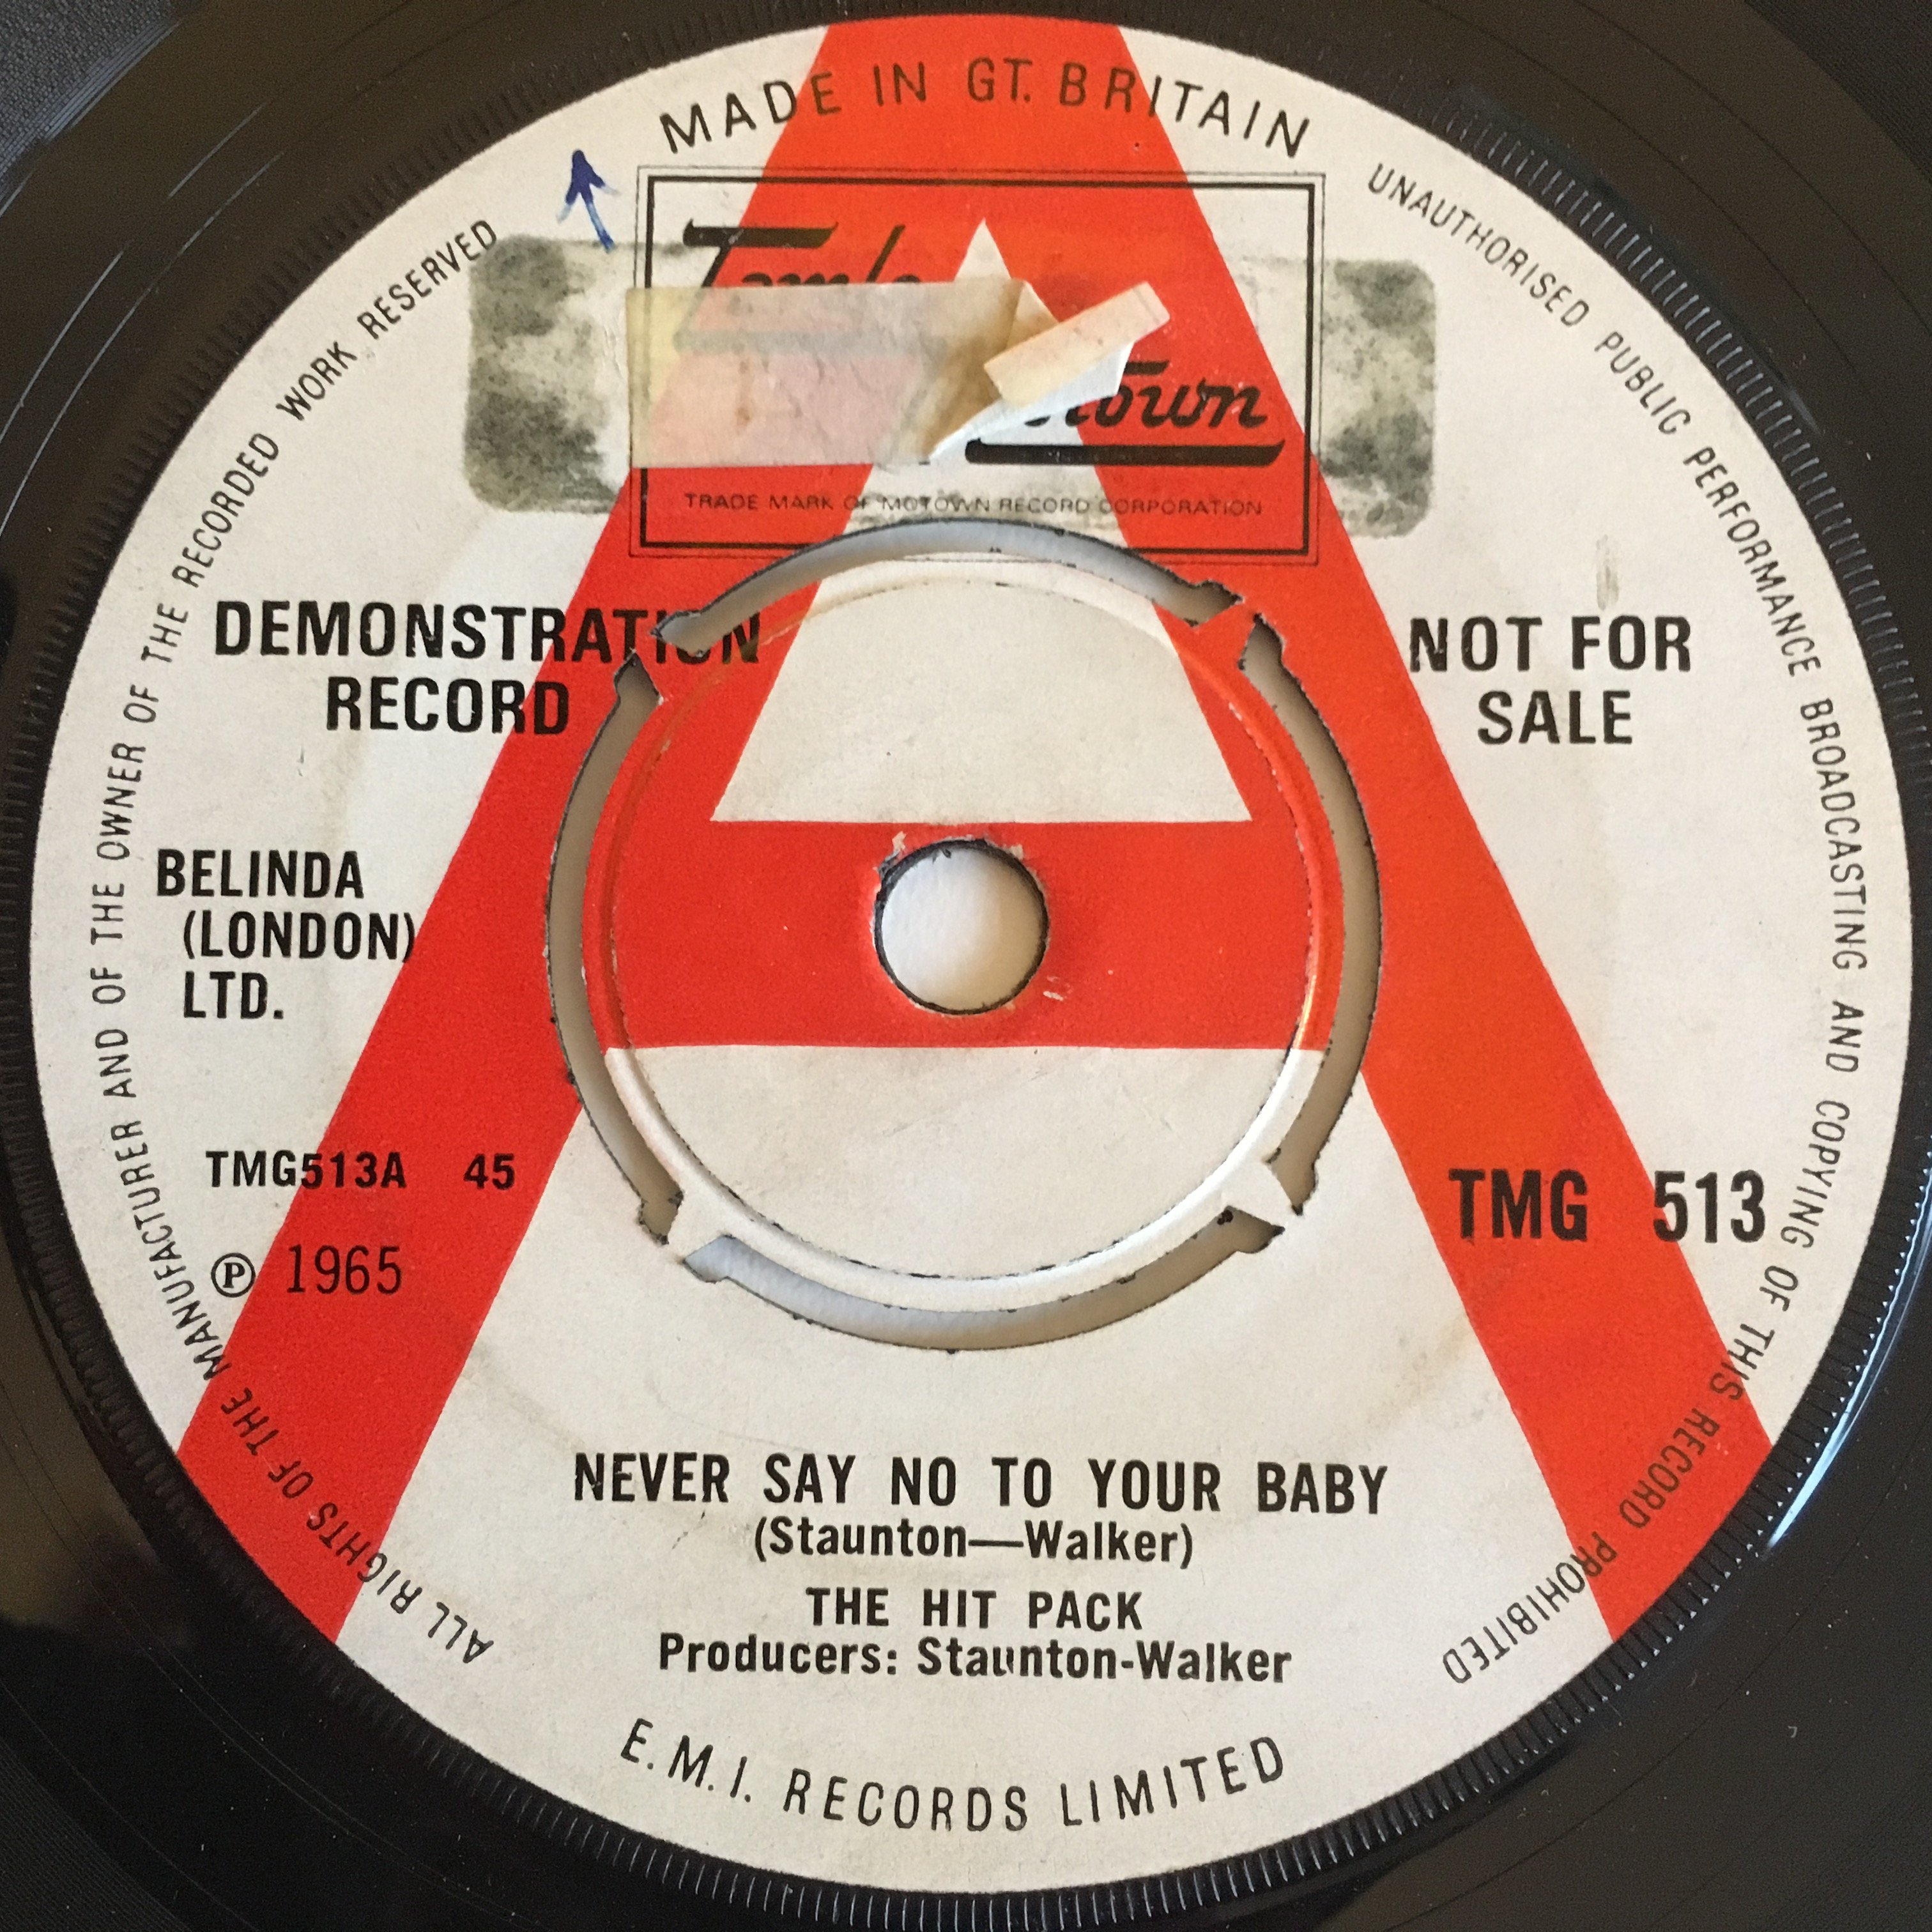 MADE IN GT. BRITAIN
UNAUTHORISED PUBLIC PERFORMANCE BROADCASTING AND COPYING OF THIS RECORD PROHIBITED
ALL RIGHTS OF THE MANUFACTURER AND OF THE OWNER OF THE RECORDED WORK RESERVED
A
TRADE MARK OF MOTOWN RECORD CORPORATION
DEMONSTRATION
RECORD
NOT FOR
SALE
BELINDA
(LONDON)
LTD.
TMG513A 45
℗ 1965
TMG 513
NEVER SAY NO TO YOUR BABY
(Staunton—Walker)
THE HIT PACK
Producers: Staunton-Walker
E.M.I. RECORDS LIMITED